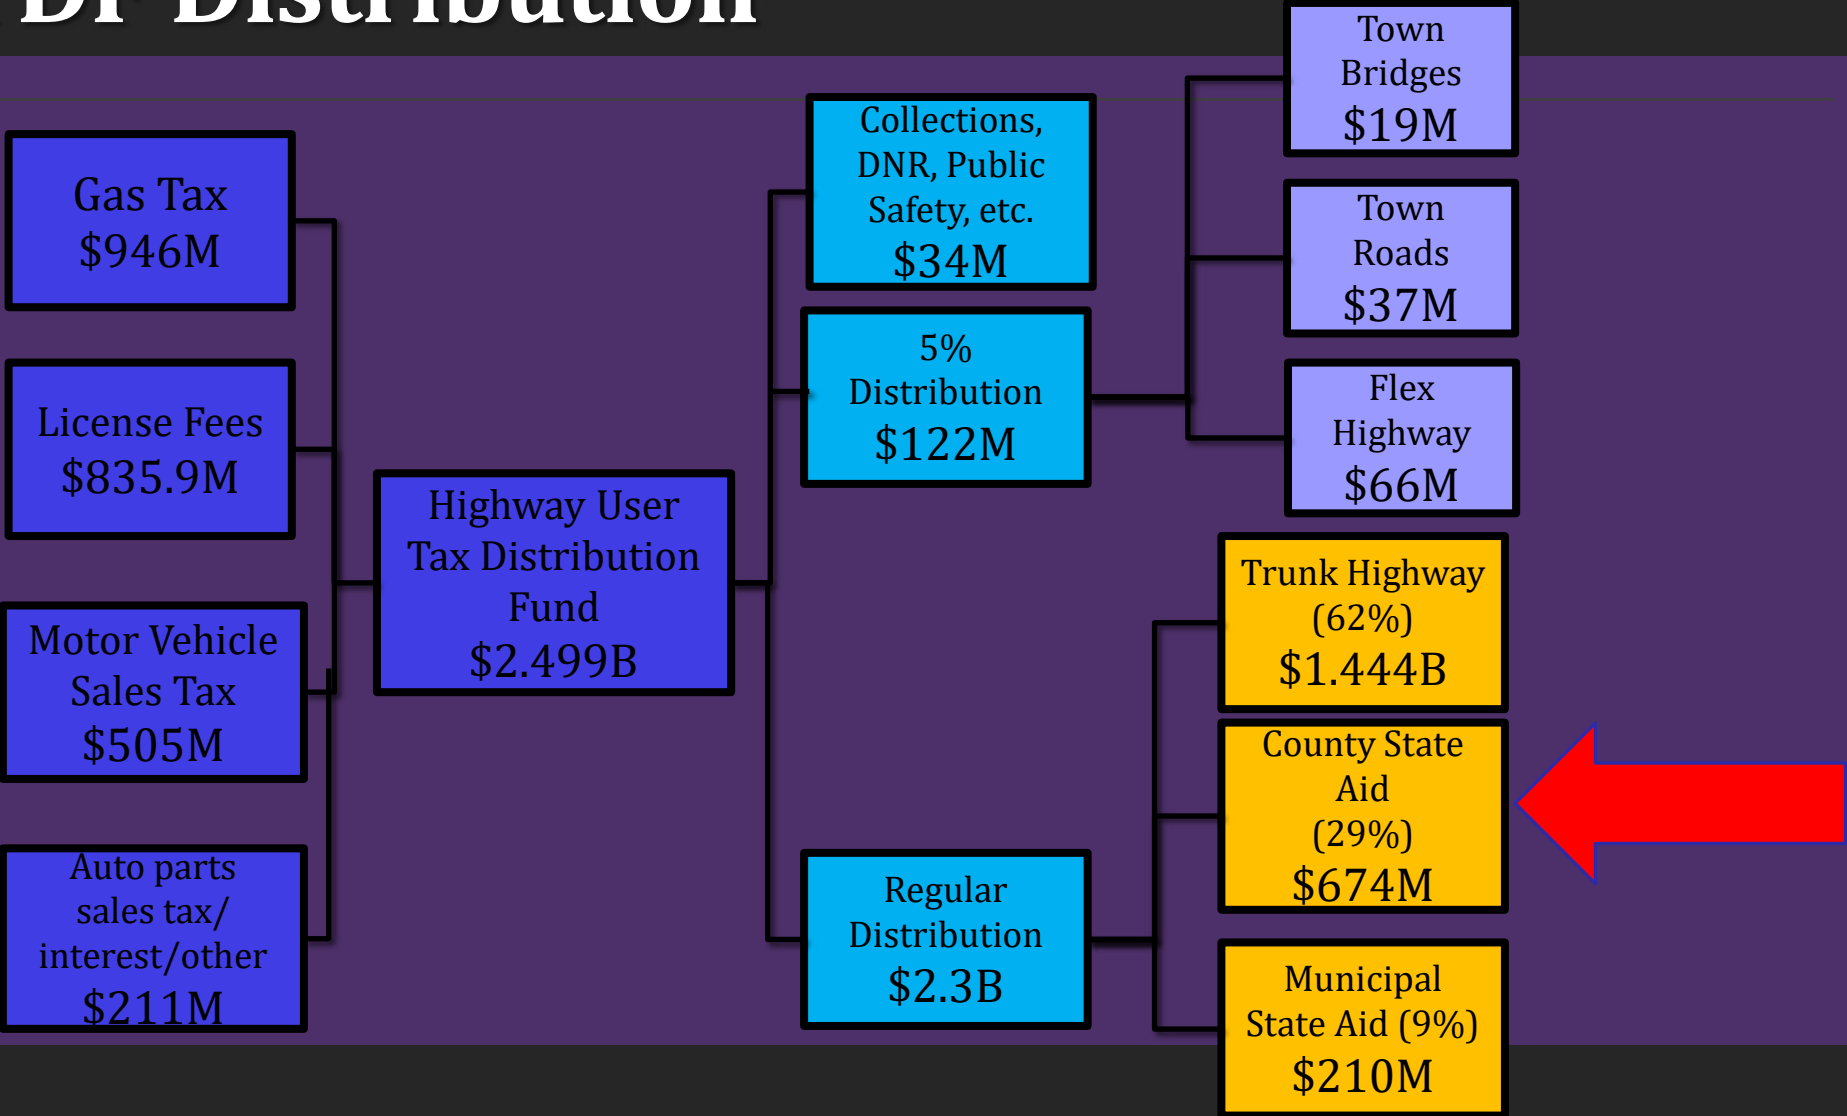 DF Distribution
Gas Tax
$946M
License Fees
$835.9M
Motor Vehicle
Sales Tax
$505M
Auto parts
sales tax/
interest/other
$211M
Highway User
Tax Distribution
Fund
$2.499B
Collections,
DNR, Public
Safety, etc.
$34M
5%
Distribution
$122M
Regular
Distribution
$2.3B
Town
Bridges
$19M
Town
Roads
$37M
Flex
Highway
$66M
Trunk Highway
(62%)
$1.444B
County State
Aid
(29%)
$674M
Municipal
State Aid (9%)
$210M